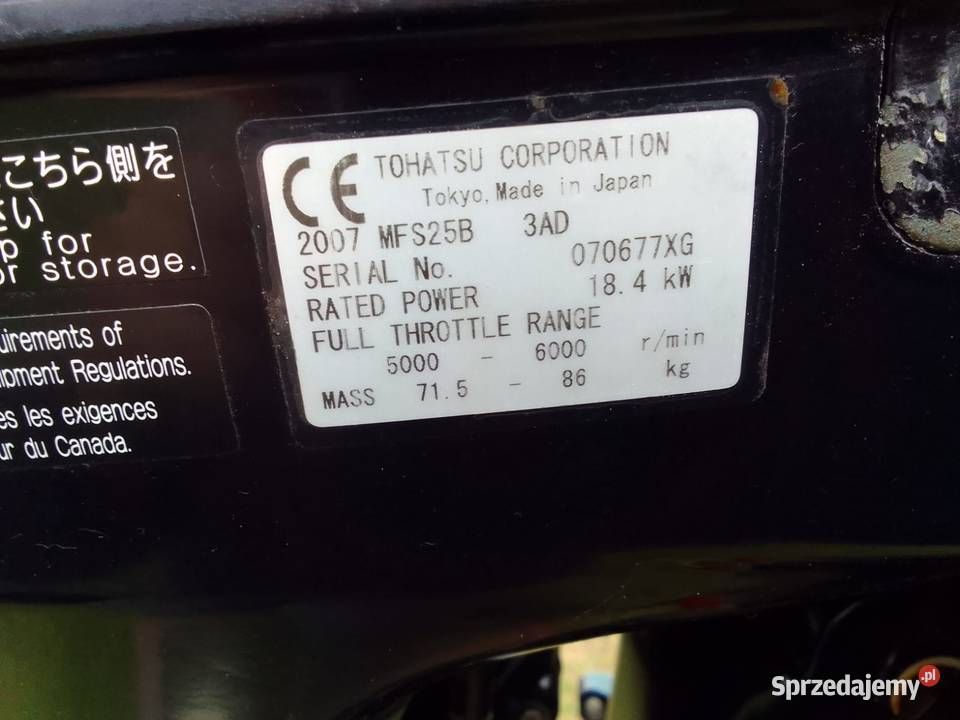 こちら側を
さい
p for
or storage.
uirements of
ipment Regulations.
es les exigences
ur du Canada.
CE TOHATSU CORPORATION
Tokyo, Made in Japan
2007 MFS25B 3AD
SERIAL No. 070677XG
RATED POWER 18.4 kW
FULL THROTTLE RANGE
5000 - 6000 r/min
MASS 71.5 - 86 kg
Sprzedajemy.pl